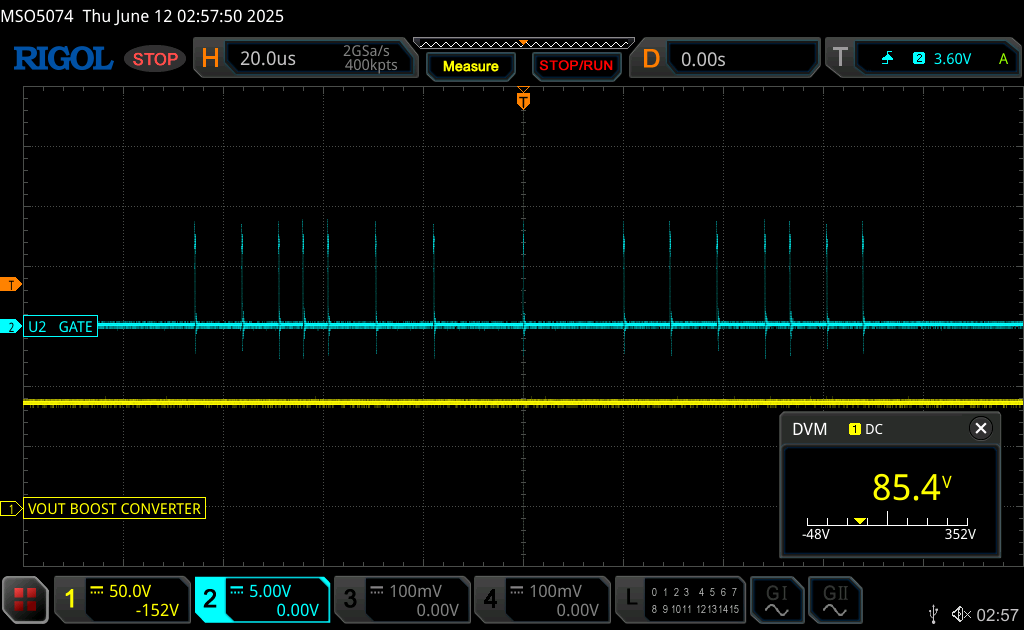 MSO5074 Thu June 12 02:57:50 2025
RIGOL STOP H 20.0us 2GSa/s 400kpts Measure STOP/RUN D 0.00s T 2 3.60V A
T
T
2 U2 GATE
DVM 1 DC
85.4V
-48V 352V
1 VOUT BOOST CONVERTER
1 50.0V -152V
2 5.00V 0.00V
3 100mV 0.00V
4 100mV 0.00V
L 0 1 2 3 4 5 6 7
8 9 10 11 12 13 14 15
GI GII
02:57